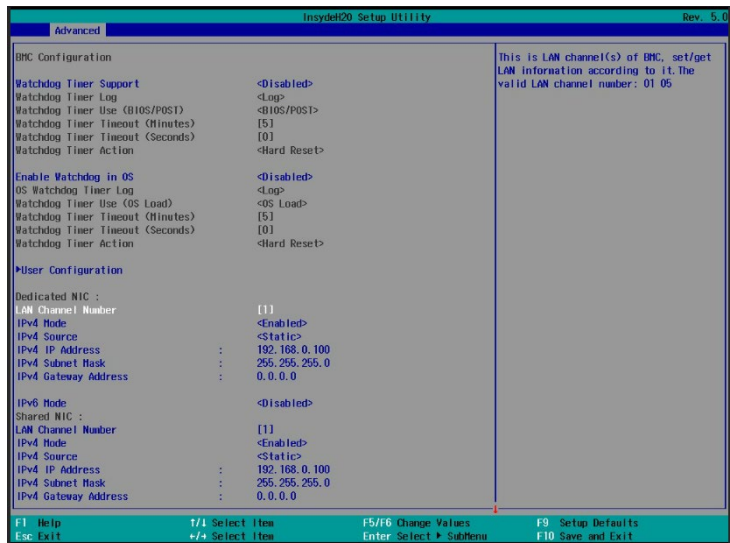 InsydeH20 Setup Utility Rev. 5.0
Advanced
BMC Configuration
Watchdog Timer Support <Disabled>
Watchdog Timer Log <Log>
Watchdog Timer Use (BIOS/POST) <BIOS/POST>
Watchdog Timer Timeout (Minutes) [5]
Watchdog Timer Timeout (Seconds) [0]
Watchdog Timer Action <Hard Reset>
Enable Watchdog in OS <Disabled>
OS Watchdog Timer Log <Log>
Watchdog Timer Use (OS Load) <OS Load>
Watchdog Timer Timeout (Minutes) [5]
Watchdog Timer Timeout (Seconds) [0]
Watchdog Timer Action <Hard Reset>
►User Configuration
Dedicated NIC :
LAN Channel Number [1]
IPv4 Mode <Enabled>
IPv4 Source <Static>
IPv4 IP Address : 192.168.0.100
IPv4 Subnet Mask : 255.255.255.0
IPv4 Gateway Address : 0.0.0.0
IPv6 Mode <Disabled>
Shared NIC :
LAN Channel Number [1]
IPv4 Mode <Enabled>
IPv4 Source <Static>
IPv4 IP Address : 192.168.0.100
IPv4 Subnet Mask : 255.255.255.0
IPv4 Gateway Address : 0.0.0.0
This is LAN channel(s) of BMC, set/get
LAN information according to it.The
valid LAN channel number: 01 05
F1 Help ↑/↓ Select Item F5/F6 Change Values F9 Setup Defaults
Esc Exit ←/→ Select Item Enter Select ► SubMenu F10 Save and Exit